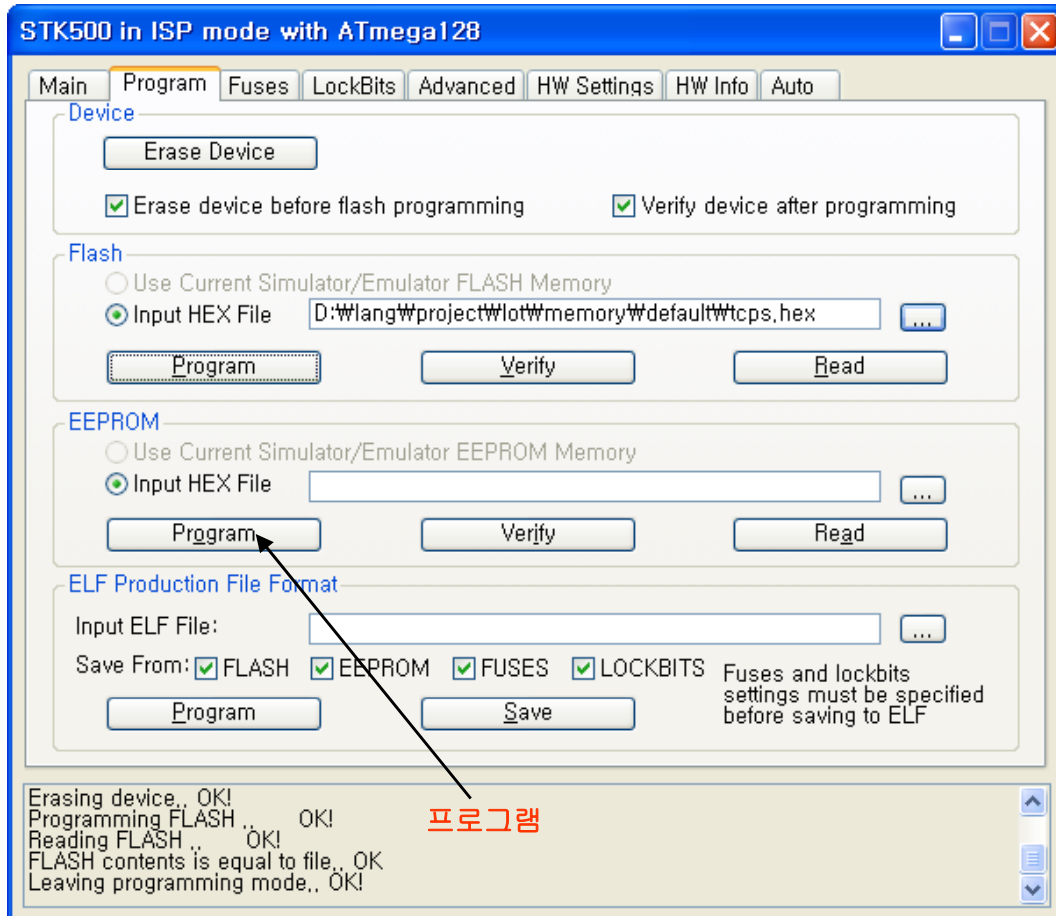 STK500 in ISP mode with ATmega128
Main Program Fuses LockBits Advanced HW Settings HW Info Auto
Device
Erase Device
Erase device before flash programming Verify device after programming
Flash
Use Current Simulator/Emulator FLASH Memory
Input HEX File D:₩lang₩project₩lot₩memory₩default₩tcps.hex ...
Program Verify Read
EEPROM
Use Current Simulator/Emulator EEPROM Memory
Input HEX File ...
Program Verify Read
ELF Production File Format
Input ELF File: ...
Save From: FLASH EEPROM FUSES LOCKBITS
Fuses and lockbits
settings must be specified
before saving to ELF
Program Save
Erasing device.. OK!
Programming FLASH .. OK!
Reading FLASH .. OK!
FLASH contents is equal to file.. OK
Leaving programming mode.. OK!
프로그램